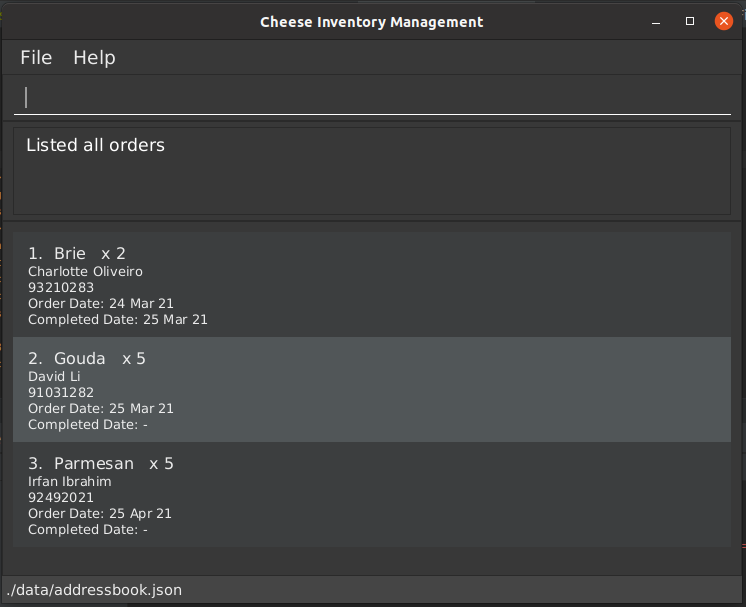 Cheese Inventory Management
File Help
Listed all orders
1. Brie x 2
Charlotte Oliveiro
93210283
Order Date: 24 Mar 21
Completed Date: 25 Mar 21
2. Gouda x 5
David Li
91031282
Order Date: 25 Mar 21
Completed Date: -
3. Parmesan x 5
Irfan Ibrahim
92492021
Order Date: 25 Apr 21
Completed Date: -
./data/addressbook.json